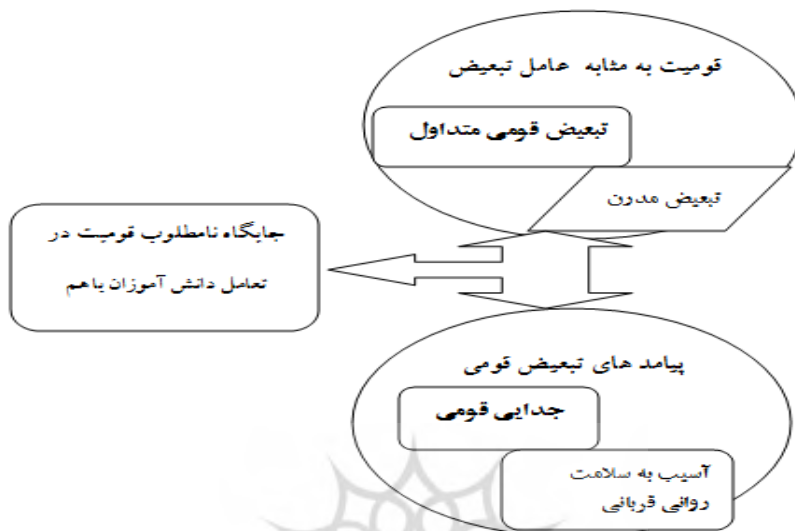 قومیت به مثابه عامل تبعیض
تبعیض قومی متداول
تبعیض مدرن
جایگاه نامطلوب قومیت در
تعامل دانش آموزان باهم
پیامد های تبعیض قومی
جدایی قومی
آسیب به سلامت
روانی قربانی